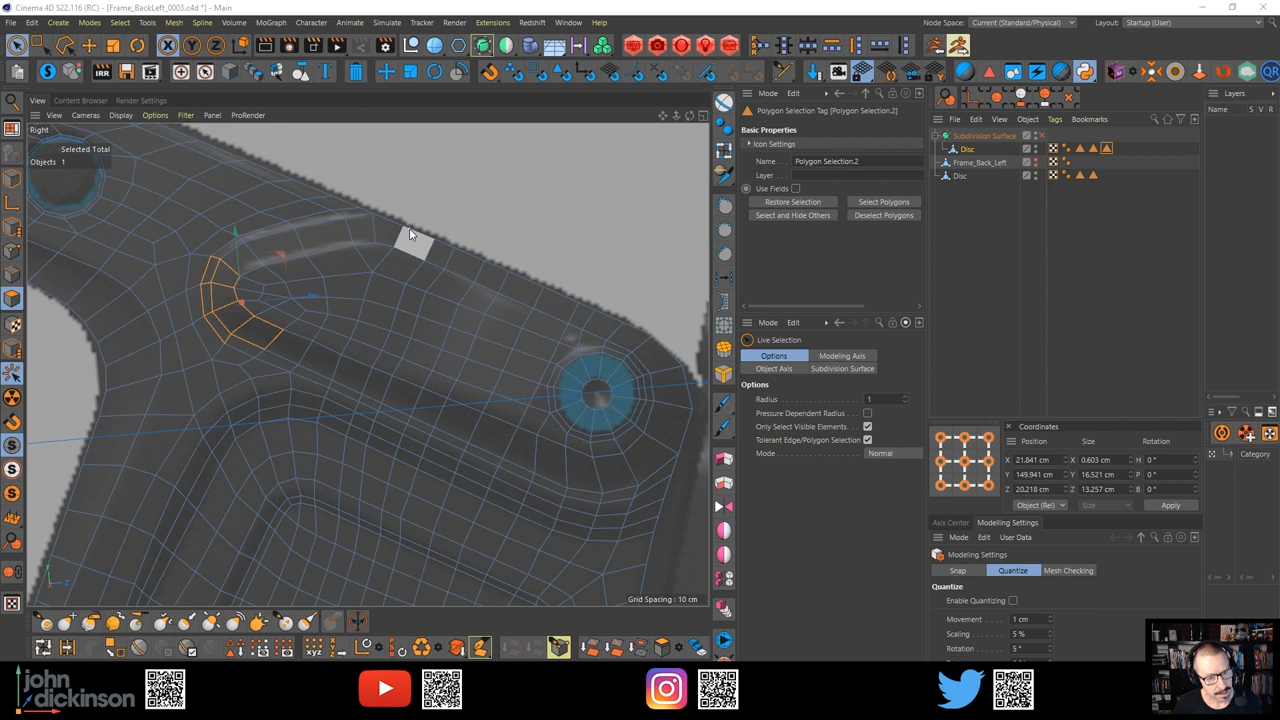 Cinema 4D S22.116 (RC) - [Frame_BackLeft_0003.c4d *] - Main
File Edit Create Modes Select Tools Mesh Spline Volume MoGraph Character Animate Simulate Tracker Render Extensions Redshift Window Help
Node Space: Current (Standard/Physical) Layout: Startup (User)
X Y Z
IRR
QR
View Content Browser Render Settings
View Cameras Display Options Filter Panel ProRender
Right
Selected Total
Objects 1
Grid Spacing : 10 cm
Mode Edit
Polygon Selection Tag [Polygon Selection.2]
Basic Properties
Icon Settings
Name Polygon Selection.2
Layer
Use Fields
Restore Selection Select Polygons
Select and Hide Others Deselect Polygons
Mode Edit
Live Selection
Options Modeling Axis
Object Axis Subdivision Surface
Options
Radius 1
Pressure Dependent Radius
Only Select Visible Elements
Tolerant Edge/Polygon Selection
Mode Normal
File Edit View Object Tags Bookmarks
Subdivision Surface
Disc
Frame_Back_Left
Disc
Layers
Name S V R
Coordinates
Position Size Rotation
X 21.841 cm X 0.603 cm H 0 °
Y 149.941 cm Y 16.521 cm P 0 °
Z 20.218 cm Z 13.257 cm B 0 °
Object (Rel) Size Apply
Category
Axis Center Modelling Settings
Mode Edit User Data
Modeling Settings
Snap Quantize Mesh Checking
Quantize
Enable Quantizing
Movement 1 cm
Scaling 5 %
Rotation 5 °
john
dickinson